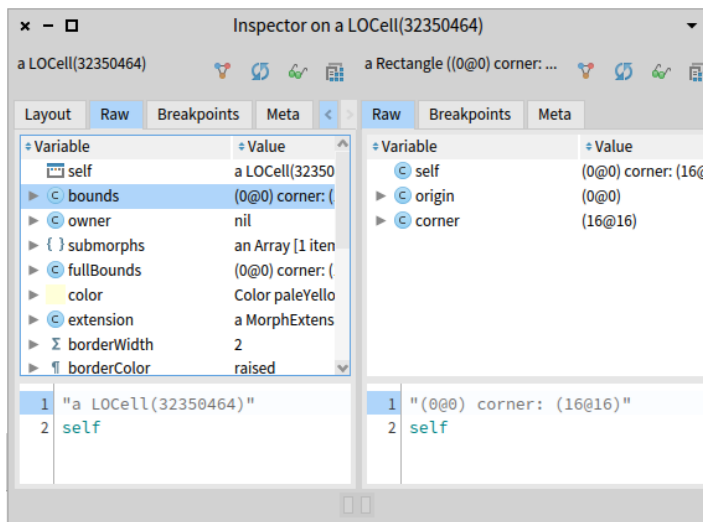 Inspector on a LOCell(32350464)
a LOCell(32350464)
a Rectangle ((0@0) corner: ...
Layout Raw Breakpoints Meta
Raw Breakpoints Meta
Variable Value
self a LOCell(32350
bounds (0@0) corner: (
owner nil
submorphs an Array [1 iten
fullBounds (0@0) corner: (
color Color paleYello
extension a MorphExtens
borderWidth 2
borderColor raised
Variable Value
self (0@0) corner: (16@
origin (0@0)
corner (16@16)
1 "a LOCell(32350464)"
2 self
1 "(0@0) corner: (16@16)"
2 self